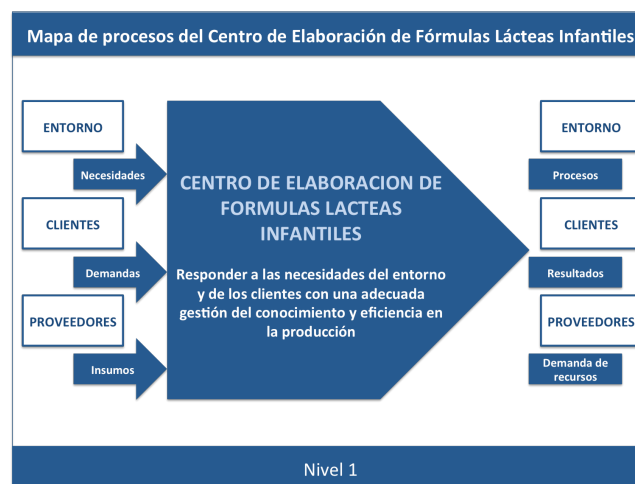 Mapa de procesos del Centro de Elaboración de Fórmulas Lácteas Infantiles
ENTORNO
Necesidades
CLIENTES
Demandas
PROVEEDORES
Insumos
CENTRO DE ELABORACION DE
FORMULAS LACTEAS
INFANTILES
Responder a las necesidades del entorno
y de los clientes con una adecuada
gestión del conocimiento y eficiencia en
la producción
ENTORNO
Procesos
CLIENTES
Resultados
PROVEEDORES
Demanda de
recursos
Nivel 1